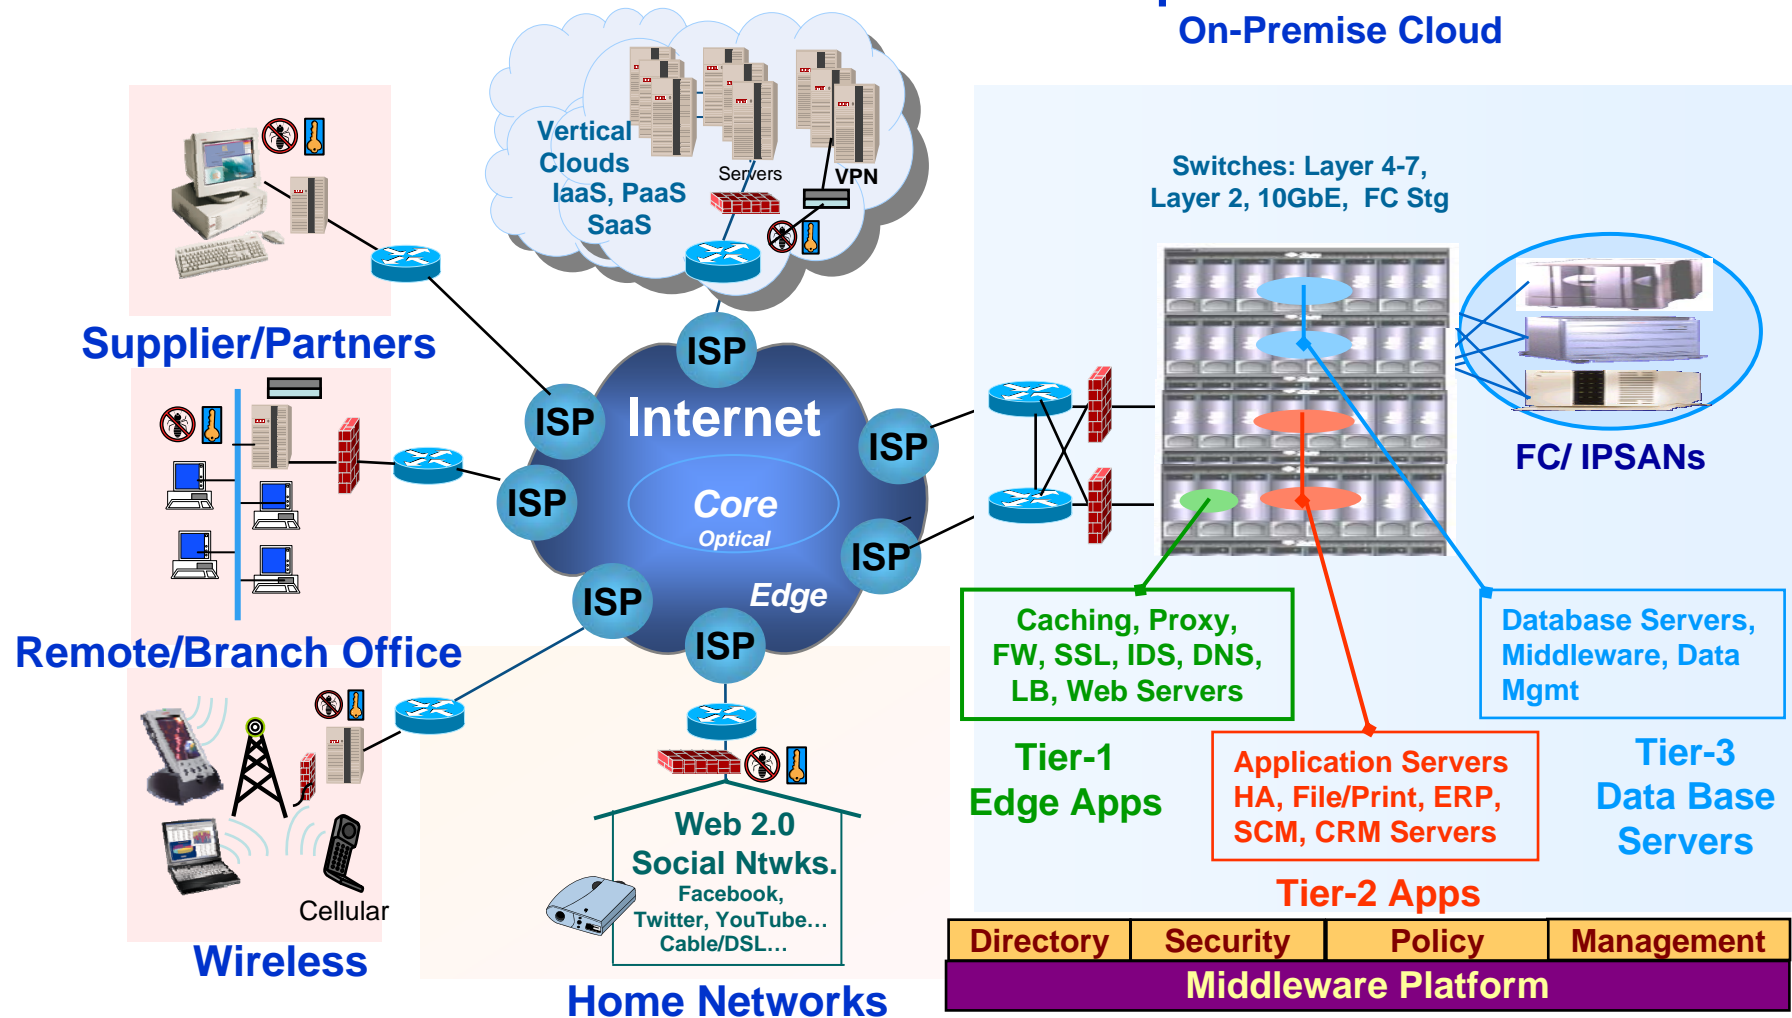 On-Premise Cloud
Vertical
Clouds
IaaS, PaaS
SaaS
Servers
VPN
Switches: Layer 4-7,
Layer 2, 10GbE, FC Stg
Supplier/Partners
ISP
Internet
ISP
ISP
ISP
Core
Optical
ISP
ISP
Edge
ISP
FC/ IPSANs
Remote/Branch Office
Caching, Proxy,
FW, SSL, IDS, DNS,
LB, Web Servers
Database Servers,
Middleware, Data
Mgmt
Tier-1
Edge Apps
Application Servers
HA, File/Print, ERP,
SCM, CRM Servers
Tier-3
Data Base
Servers
Tier-2 Apps
Web 2.0
Social Ntwks.
Facebook,
Twitter, YouTube…
Cable/DSL…
Cellular
Wireless
Home Networks
Directory
Security
Policy
Management
Middleware Platform